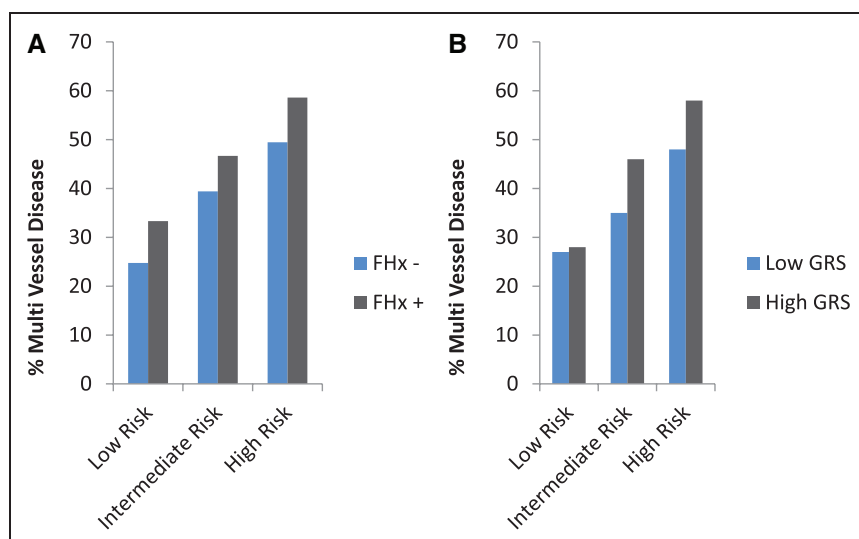 A
% Multi Vessel Disease
70
60
50
40
30
20
10
0
Low Risk
Intermediate Risk
High Risk
FHx -
FHx +
B
% Multi Vessel Disease
70
60
50
40
30
20
10
0
Low Risk
Intermediate Risk
High Risk
Low GRS
High GRS